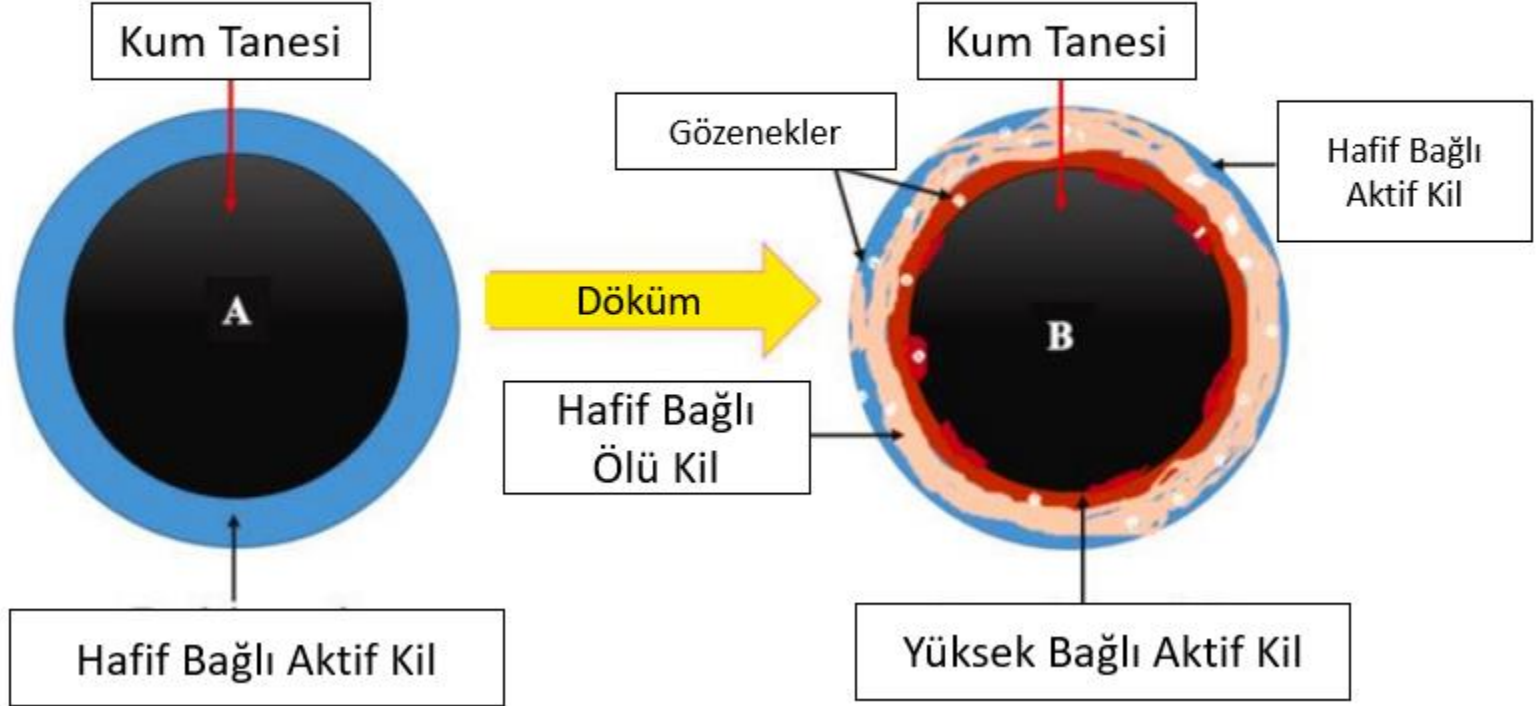 Kum Tanesi
Kum Tanesi
Gözenekler
Hafif Bağlı
Aktif Kil
A
Döküm
B
Hafif Bağlı
Ölü Kil
Hafif Bağlı Aktif Kil
Yüksek Bağlı Aktif Kil